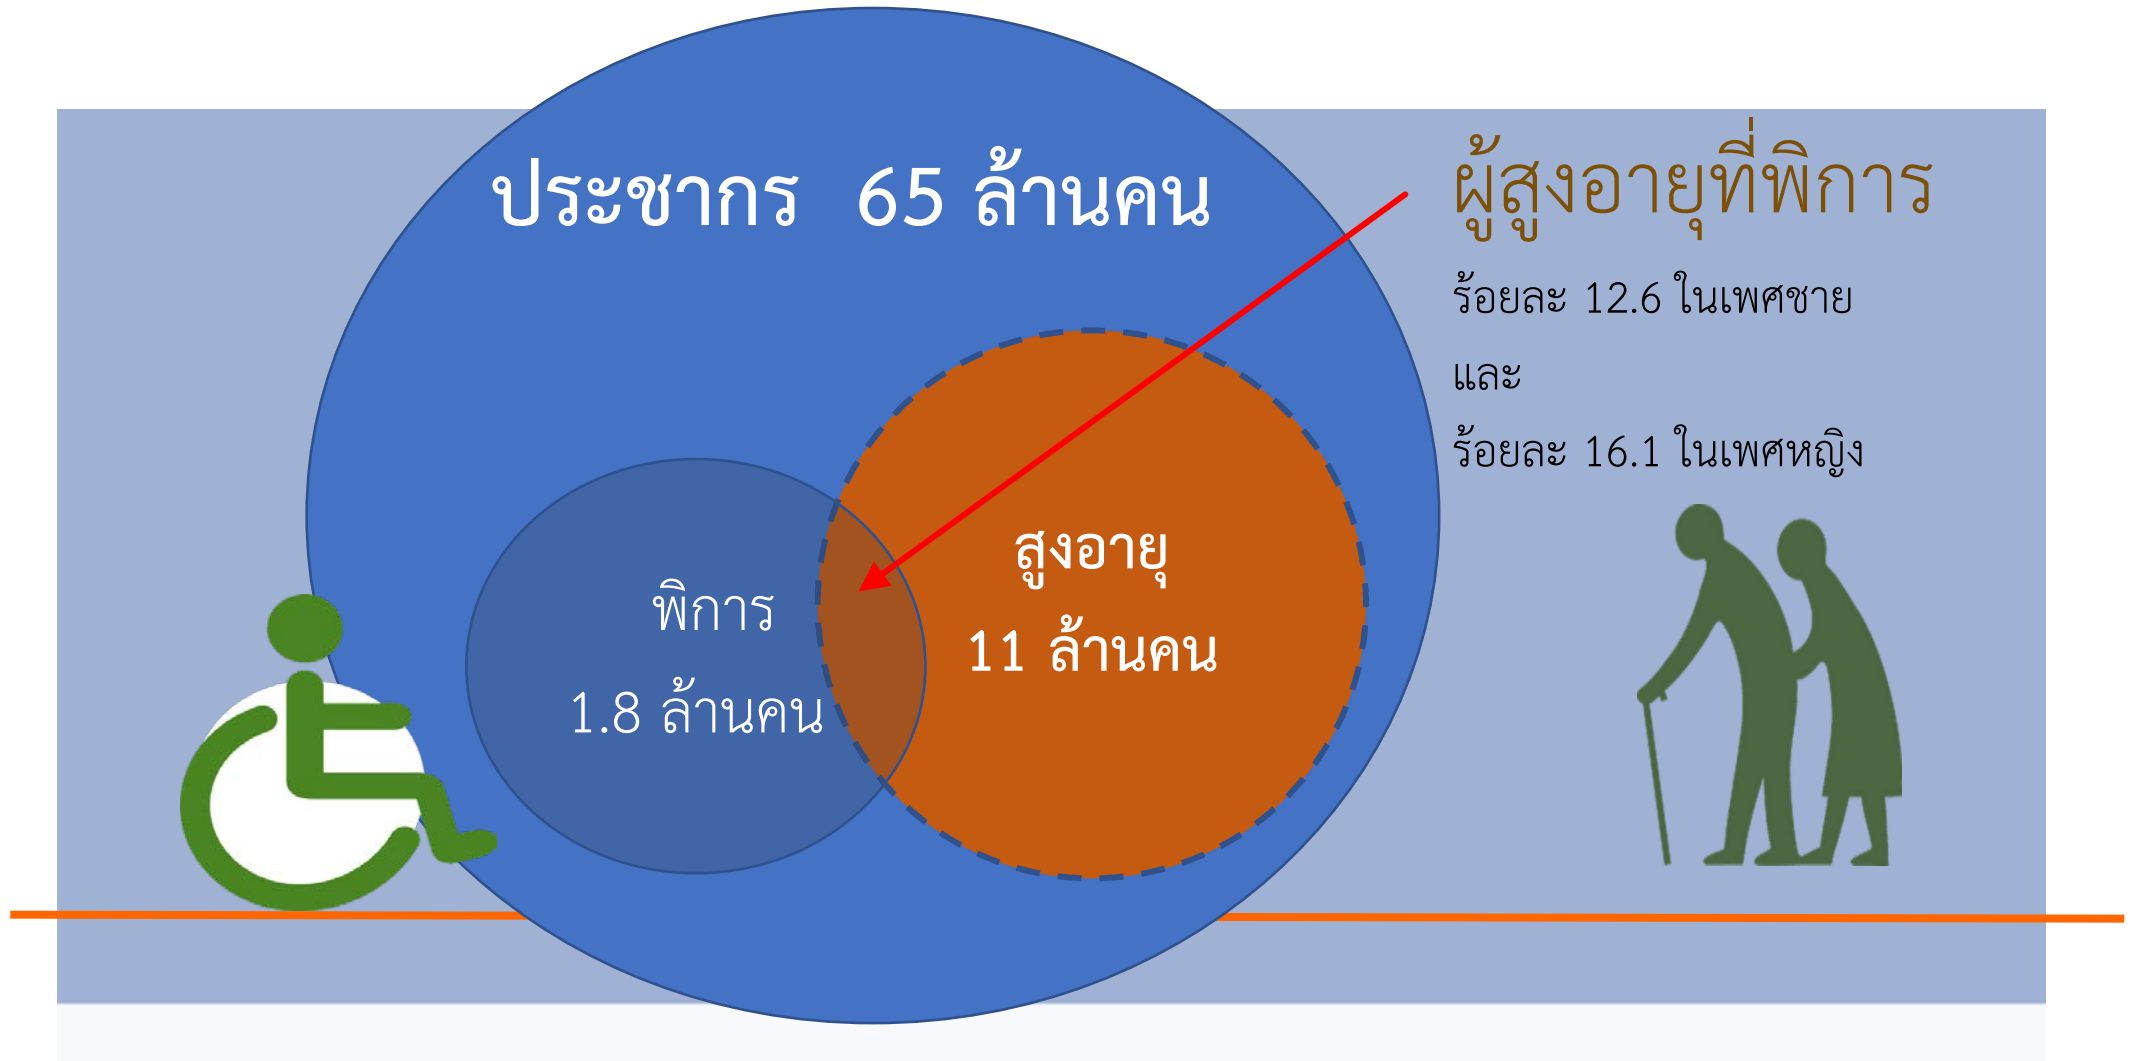 ประชากร 65 ล้านคน
ผู้สูงอายุที่พิการ
ร้อยละ 12.6 ในเพศชาย
และ
ร้อยละ 16.1 ในเพศหญิง
สูงอายุ
11 ล้านคน
พิการ
1.8 ล้านคน